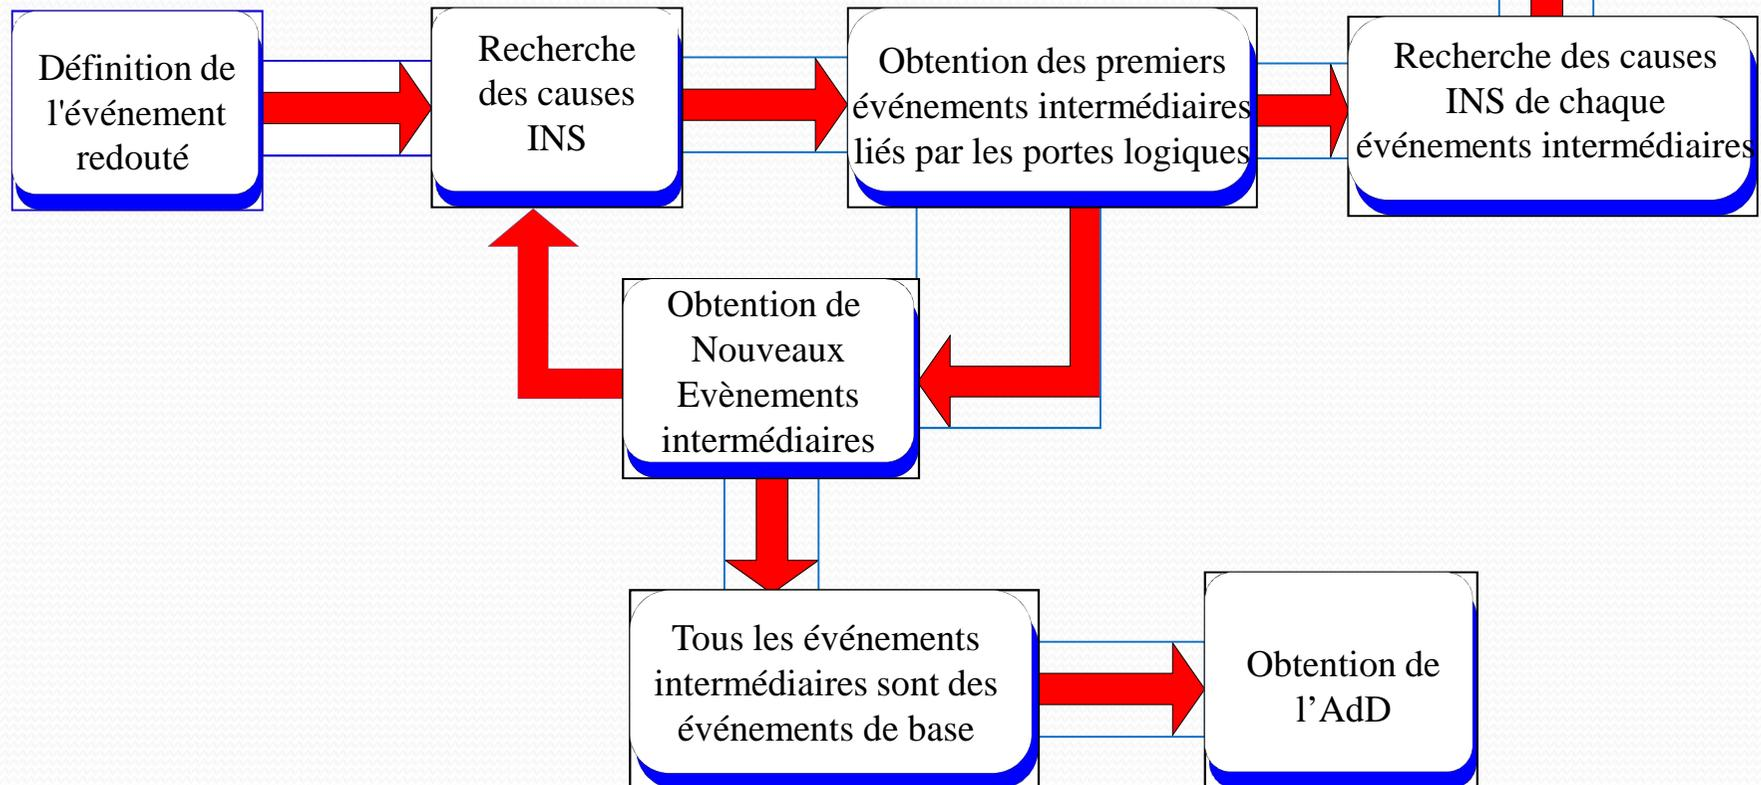 Définition de
l'événement
redouté
Recherche
des causes
INS
Obtention des premiers
événements intermédiaires
liés par les portes logiques
Recherche des causes
INS de chaque
événements intermédiaires
Obtention de
Nouveaux
Evènements
intermédiaires
Tous les événements
intermédiaires sont des
événements de base
Obtention de
l’AdD